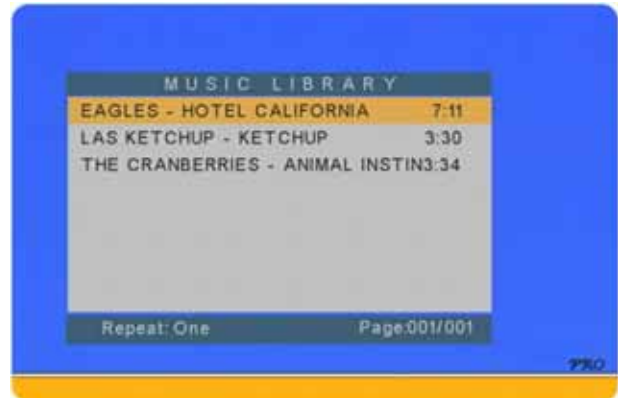 MUSIC LIBRARY
EAGLES - HOTEL CALIFORNIA 7:11
LAS KETCHUP - KETCHUP 3:30
THE CRANBERRIES - ANIMAL INSTIN3:34
Repeat: One Page:001/001
PRO